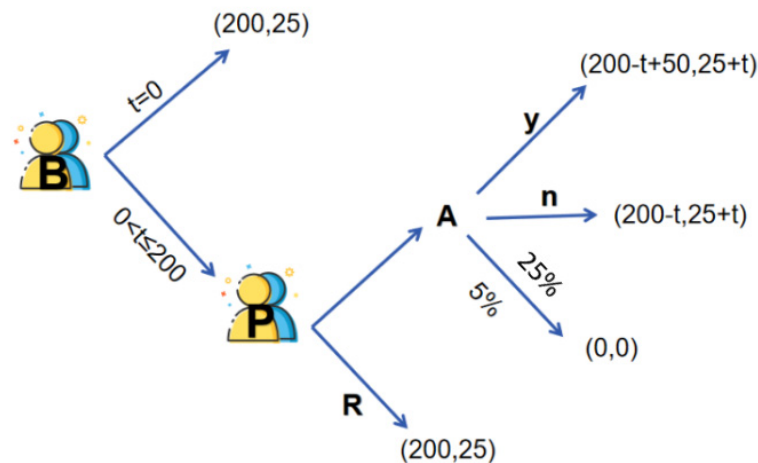 (200,25)
t=0
B
0<t≤200
P
R
(200,25)
A
y
(200-t+50,25+t)
n
(200-t,25+t)
25%
5%
(0,0)